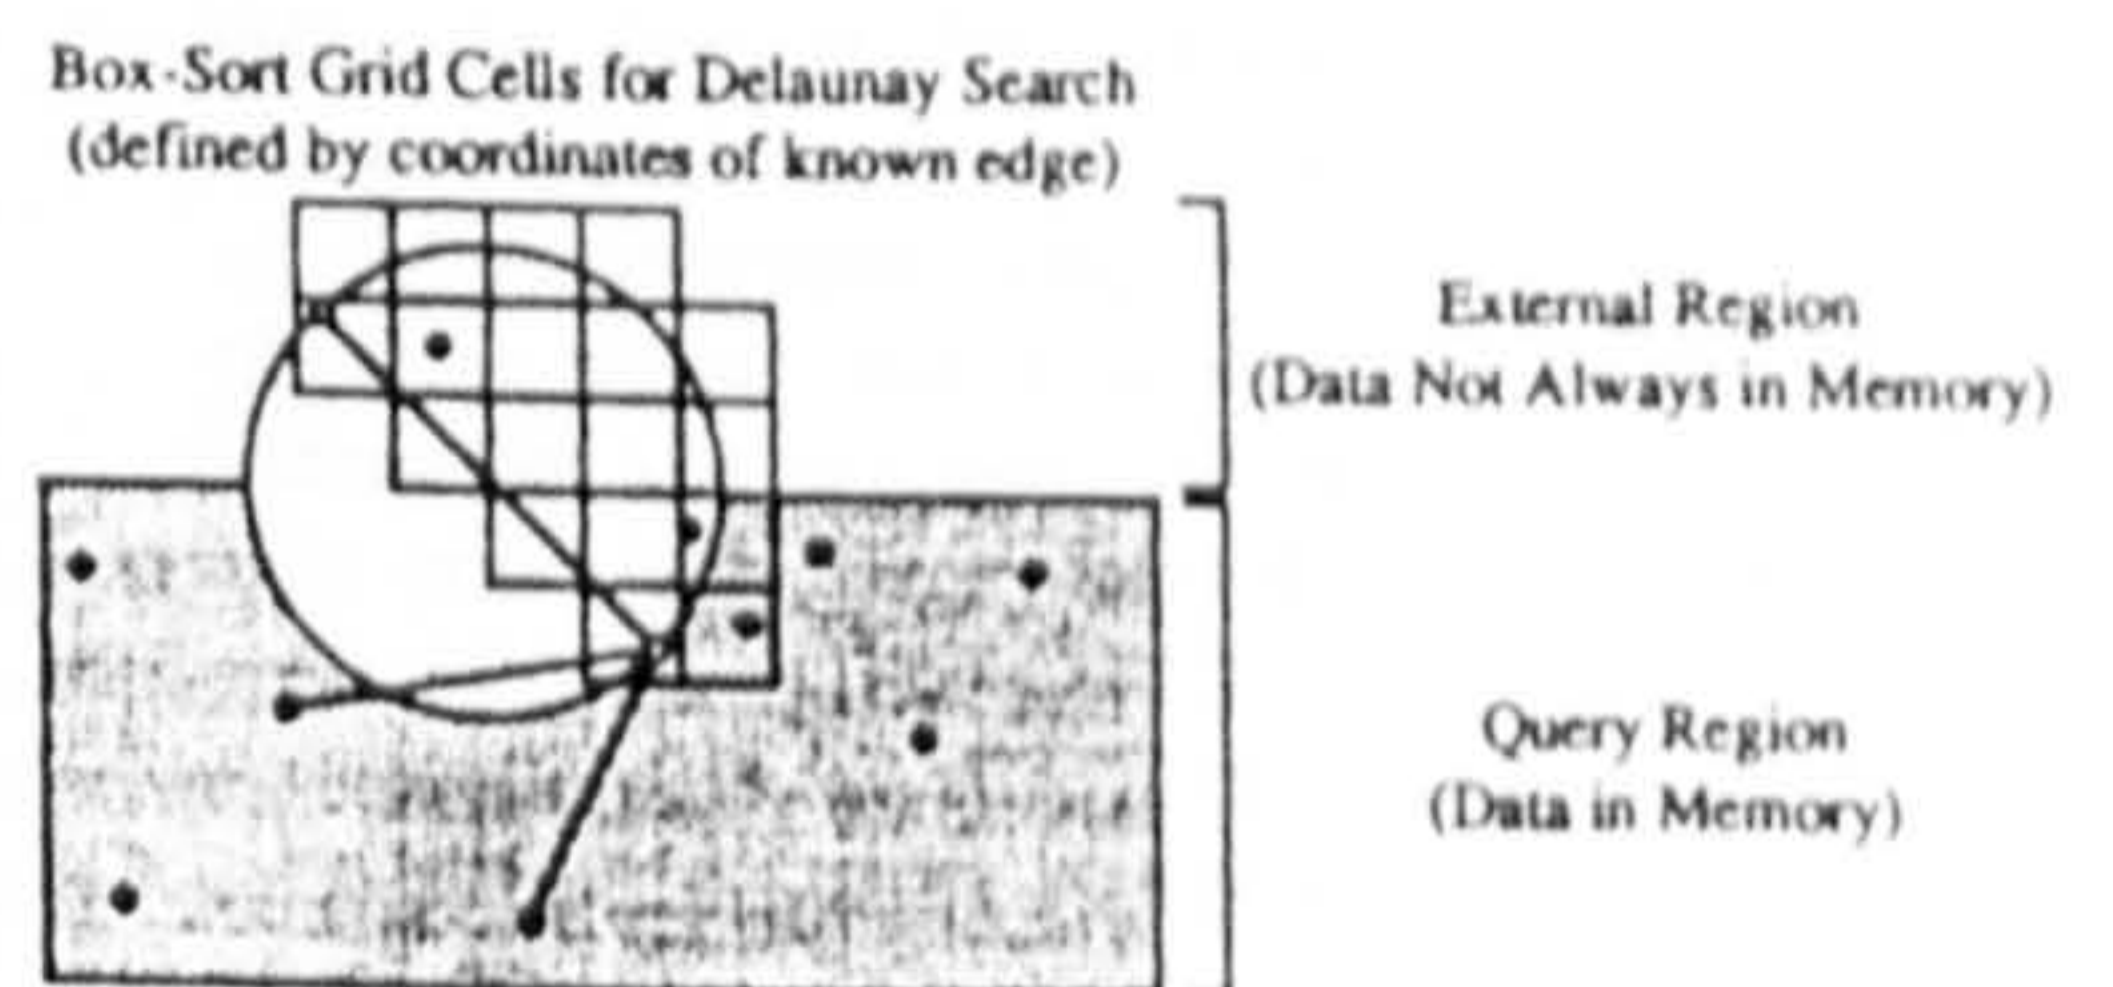 Box-Sort Grid Cells for Delaunay Search
(defined by coordinates of known edge)
External Region
(Data Not Always in Memory)
Query Region
(Data in Memory)